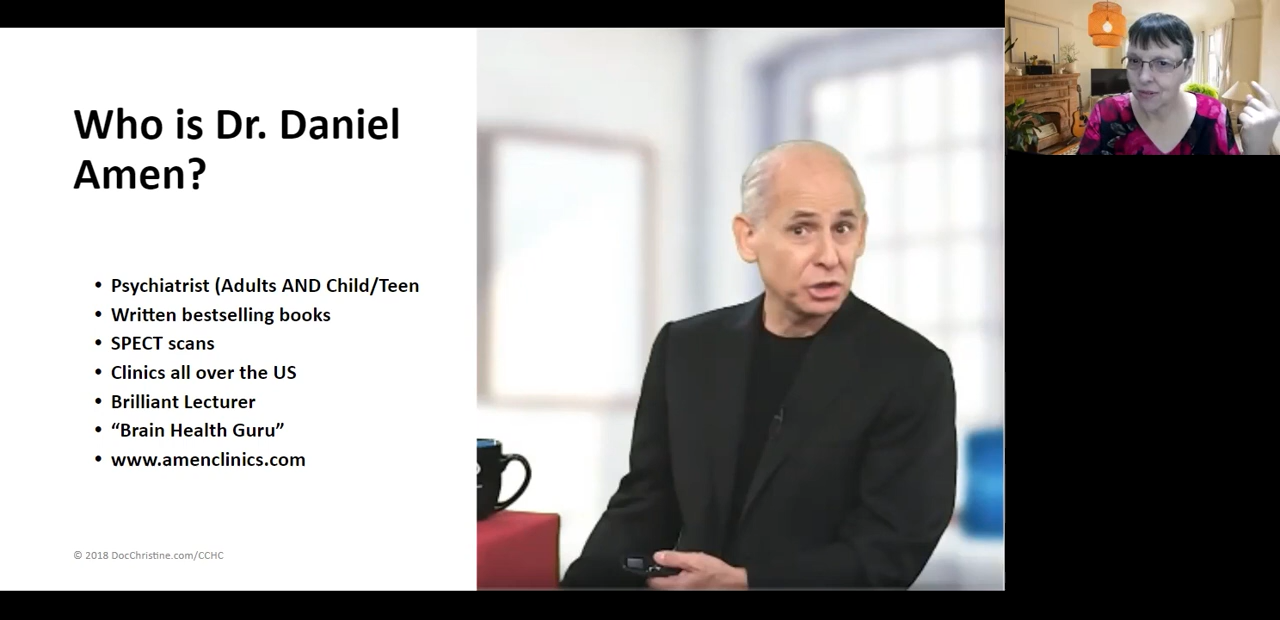 Who is Dr. Daniel
Amen?
• Psychiatrist (Adults AND Child/Teen
• Written bestselling books
• SPECT scans
• Clinics all over the US
• Brilliant Lecturer
• “Brain Health Guru”
• www.amenclinics.com
© 2018 DocChristine.com/CCHC